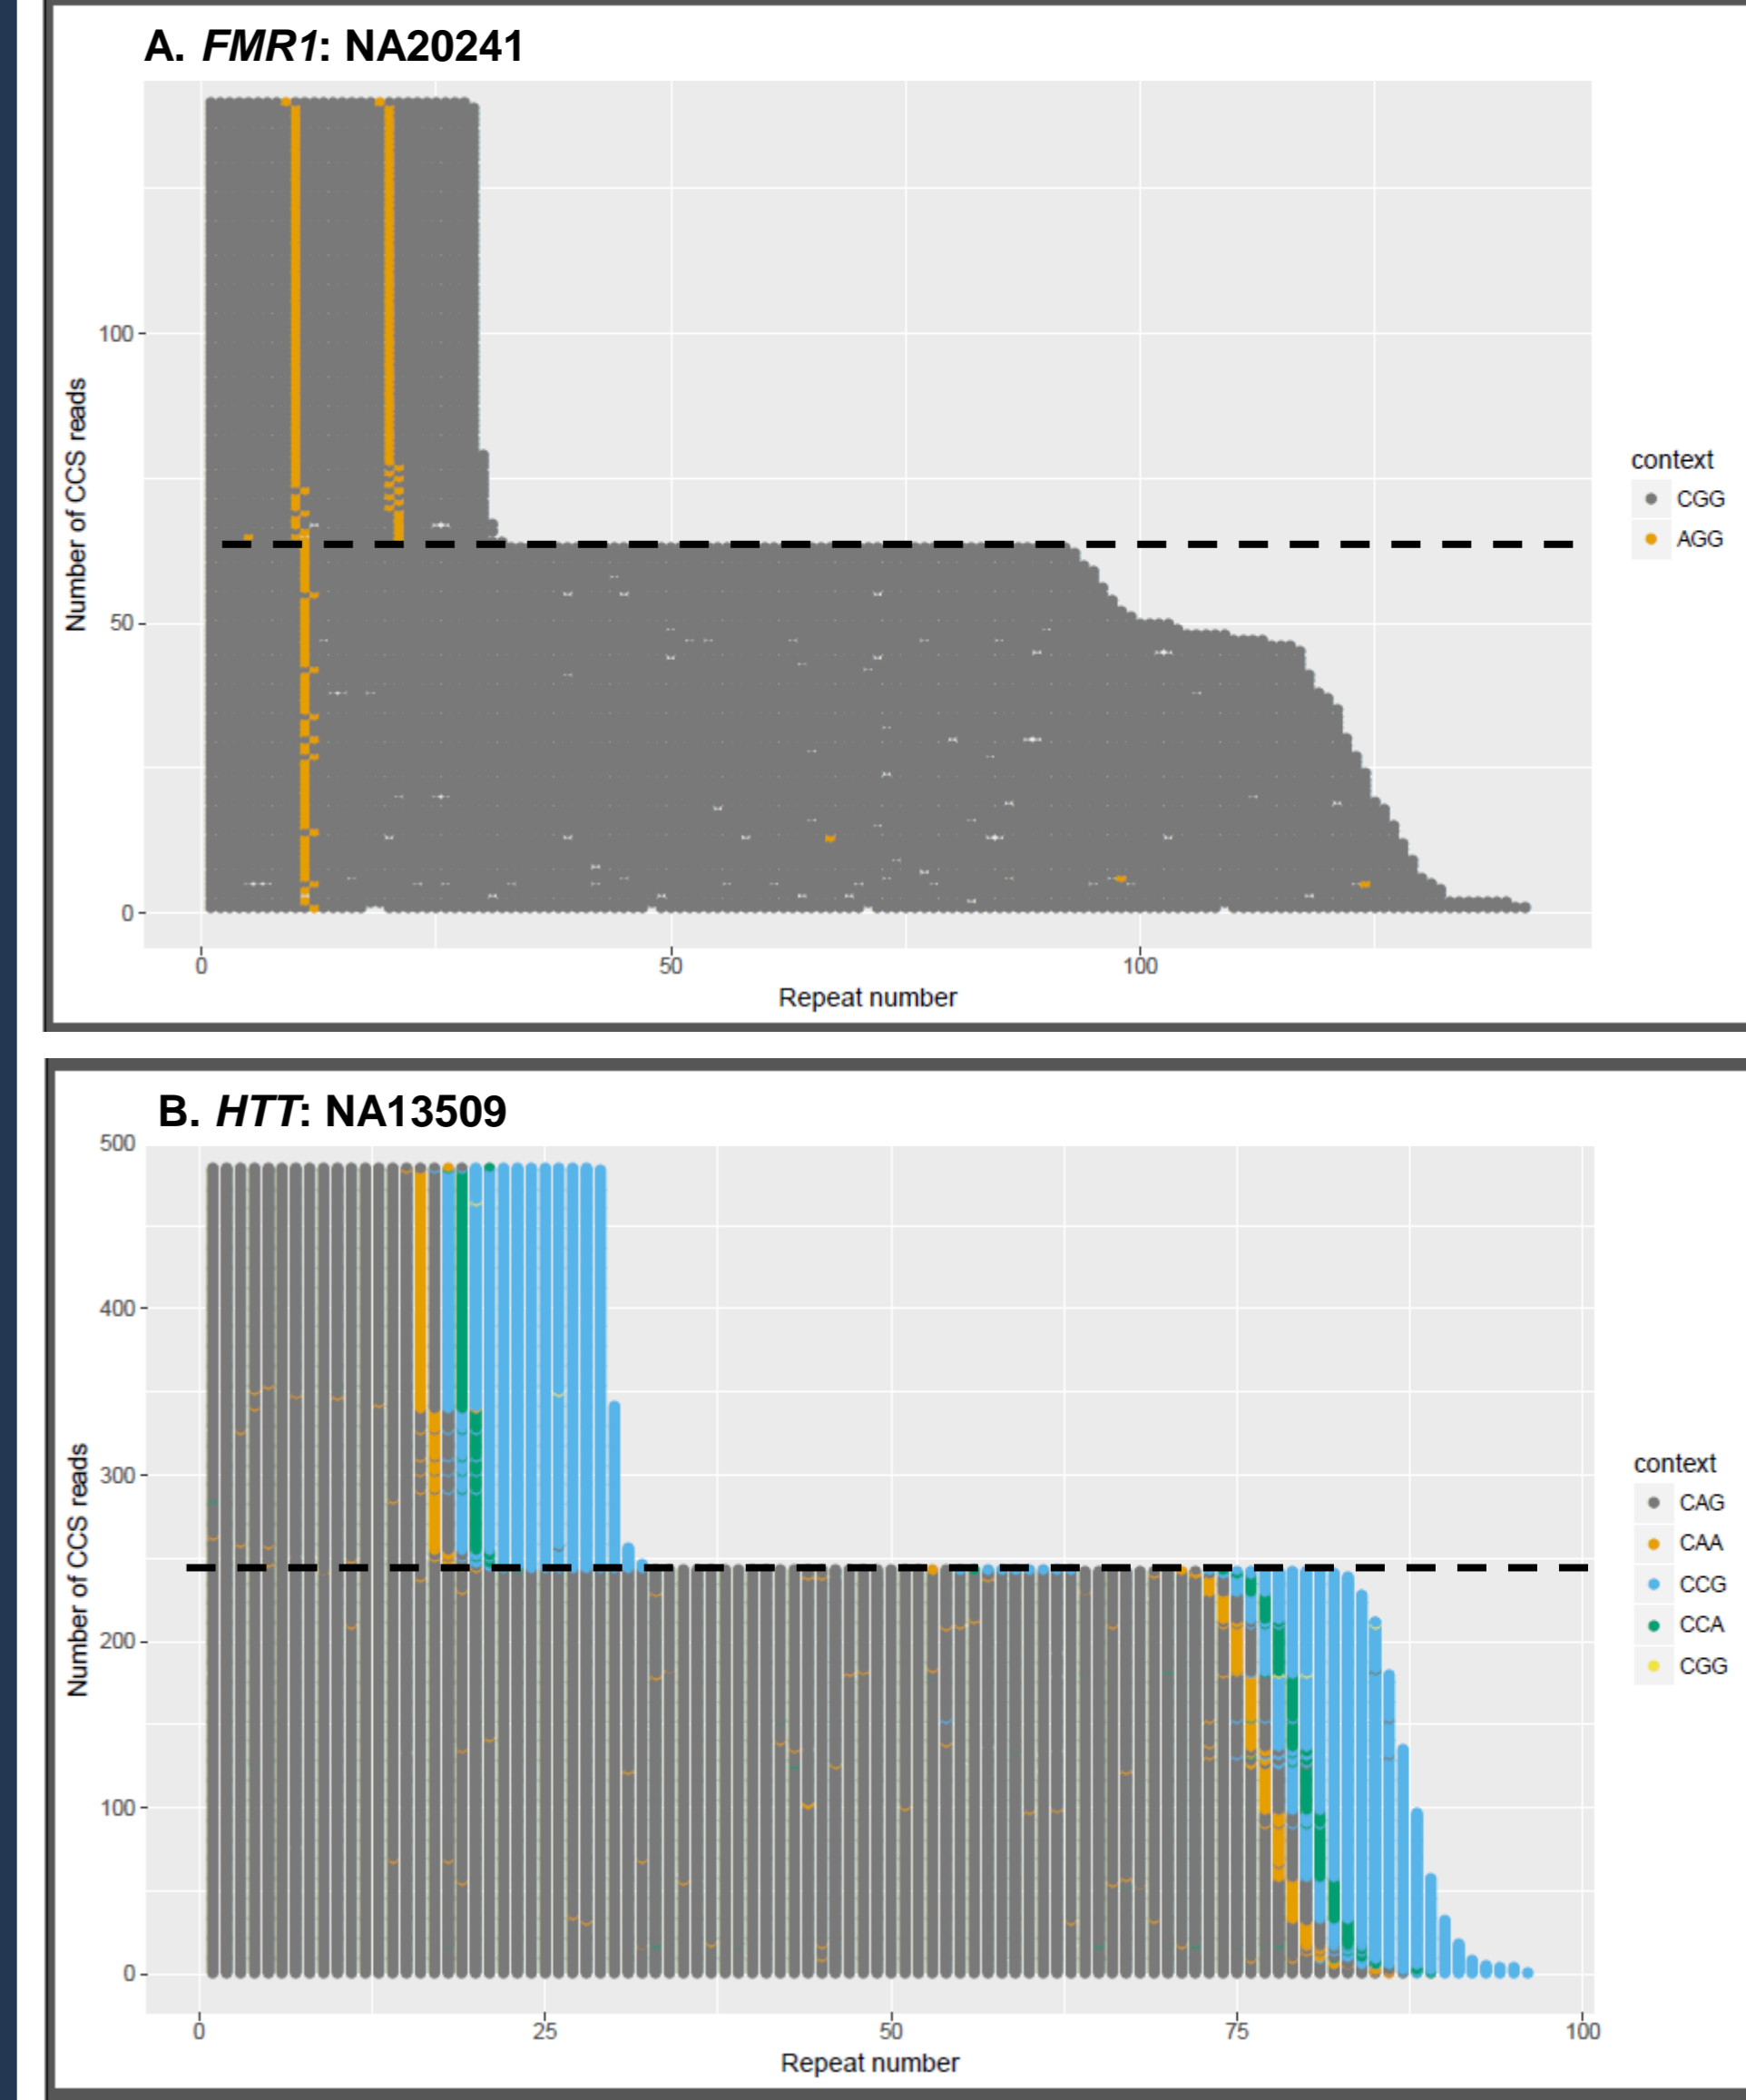 A. FMR1: NA20241
Number of CCS reads
100
50
0
0 50 100
Repeat number
context
CGG
AGG
B. HTT: NA13509
Number of CCS reads
500
400
300
200
100
0
0 25 50 75 100
Repeat number
context
CAG
CAA
CCG
CCA
CGG